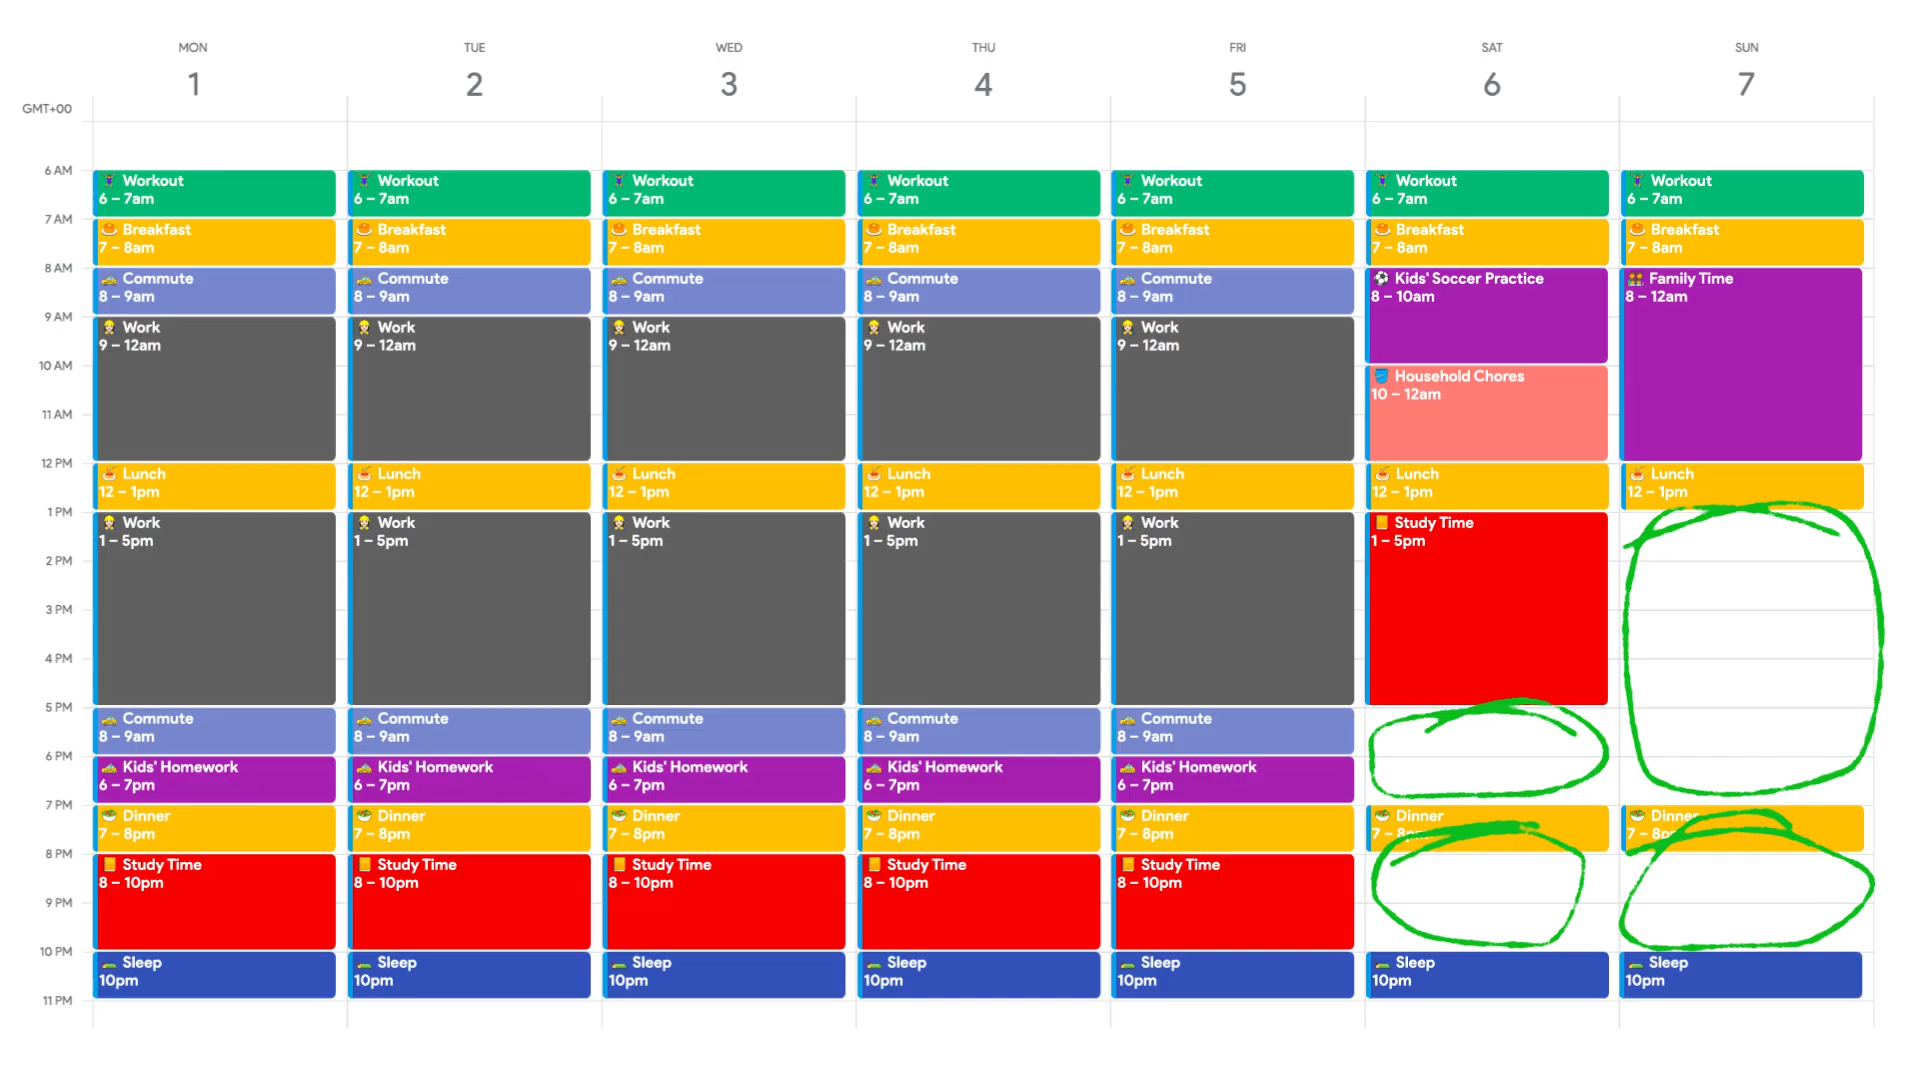 MON
1
TUE
2
WED
3
THU
4
FRI
5
SAT
6
SUN
7
GMT+00
6 AM
7 AM
8 AM
9 AM
10 AM
11 AM
12 PM
1 PM
2 PM
3 PM
4 PM
5 PM
6 PM
7 PM
8 PM
9 PM
10 PM
11 PM
Workout
6 – 7am
Breakfast
7 – 8am
Commute
8 – 9am
Work
9 – 12am
Lunch
12 – 1pm
Work
1 – 5pm
Commute
8 – 9am
Kids' Homework
6 – 7pm
Dinner
7 – 8pm
Study Time
8 – 10pm
Sleep
10pm
Workout
6 – 7am
Breakfast
7 – 8am
Commute
8 – 9am
Work
9 – 12am
Lunch
12 – 1pm
Work
1 – 5pm
Commute
8 – 9am
Kids' Homework
6 – 7pm
Dinner
7 – 8pm
Study Time
8 – 10pm
Sleep
10pm
Workout
6 – 7am
Breakfast
7 – 8am
Commute
8 – 9am
Work
9 – 12am
Lunch
12 – 1pm
Work
1 – 5pm
Commute
8 – 9am
Kids' Homework
6 – 7pm
Dinner
7 – 8pm
Study Time
8 – 10pm
Sleep
10pm
Workout
6 – 7am
Breakfast
7 – 8am
Commute
8 – 9am
Work
9 – 12am
Lunch
12 – 1pm
Work
1 – 5pm
Commute
8 – 9am
Kids' Homework
6 – 7pm
Dinner
7 – 8pm
Study Time
8 – 10pm
Sleep
10pm
Workout
6 – 7am
Breakfast
7 – 8am
Commute
8 – 9am
Work
9 – 12am
Lunch
12 – 1pm
Work
1 – 5pm
Commute
8 – 9am
Kids' Homework
6 – 7pm
Dinner
7 – 8pm
Study Time
8 – 10pm
Sleep
10pm
Workout
6 – 7am
Breakfast
7 – 8am
Kids' Soccer Practice
8 – 10am
Household Chores
10 – 12am
Lunch
12 – 1pm
Study Time
1 – 5pm
Dinner
7 – 8pm
Sleep
10pm
Workout
6 – 7am
Breakfast
7 – 8am
Family Time
8 – 12am
Lunch
12 – 1pm
Dinner
7 – 8pm
Sleep
10pm